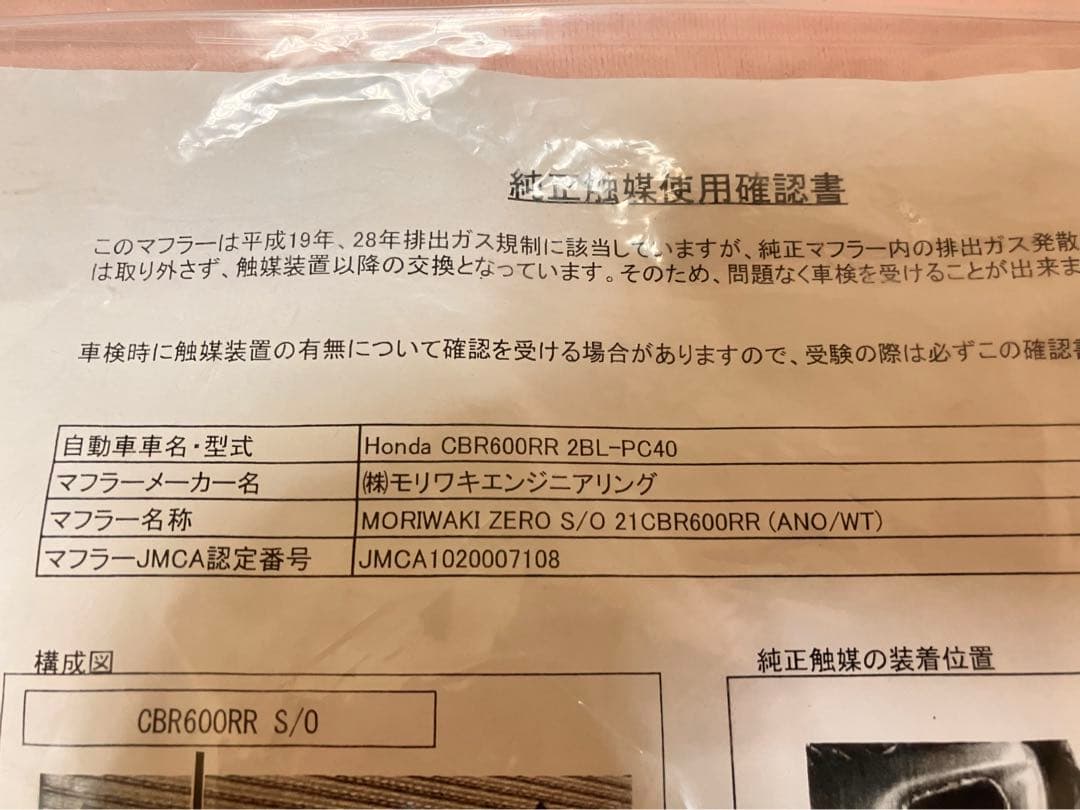 純正触媒使用確認書
このマフラーは平成19年、28年排出ガス規制に該当していますが、純正マフラー内の排出ガス発散
は取り外さず、触媒装置以降の交換となっています。そのため、問題なく車検を受けることが出来ま
車検時に触媒装置の有無について確認を受ける場合がありますので、受験の際は必ずこの確認書
自動車車名・型式 Honda CBR600RR 2BL-PC40
マフラーメーカー名 ㈱モリワキエンジニアリング
マフラー名称 MORIWAKI ZERO S/O 21CBR600RR (ANO/WT)
マフラーJMCA認定番号 JMCA1020007108
構成図
CBR600RR S/O
純正触媒の装着位置